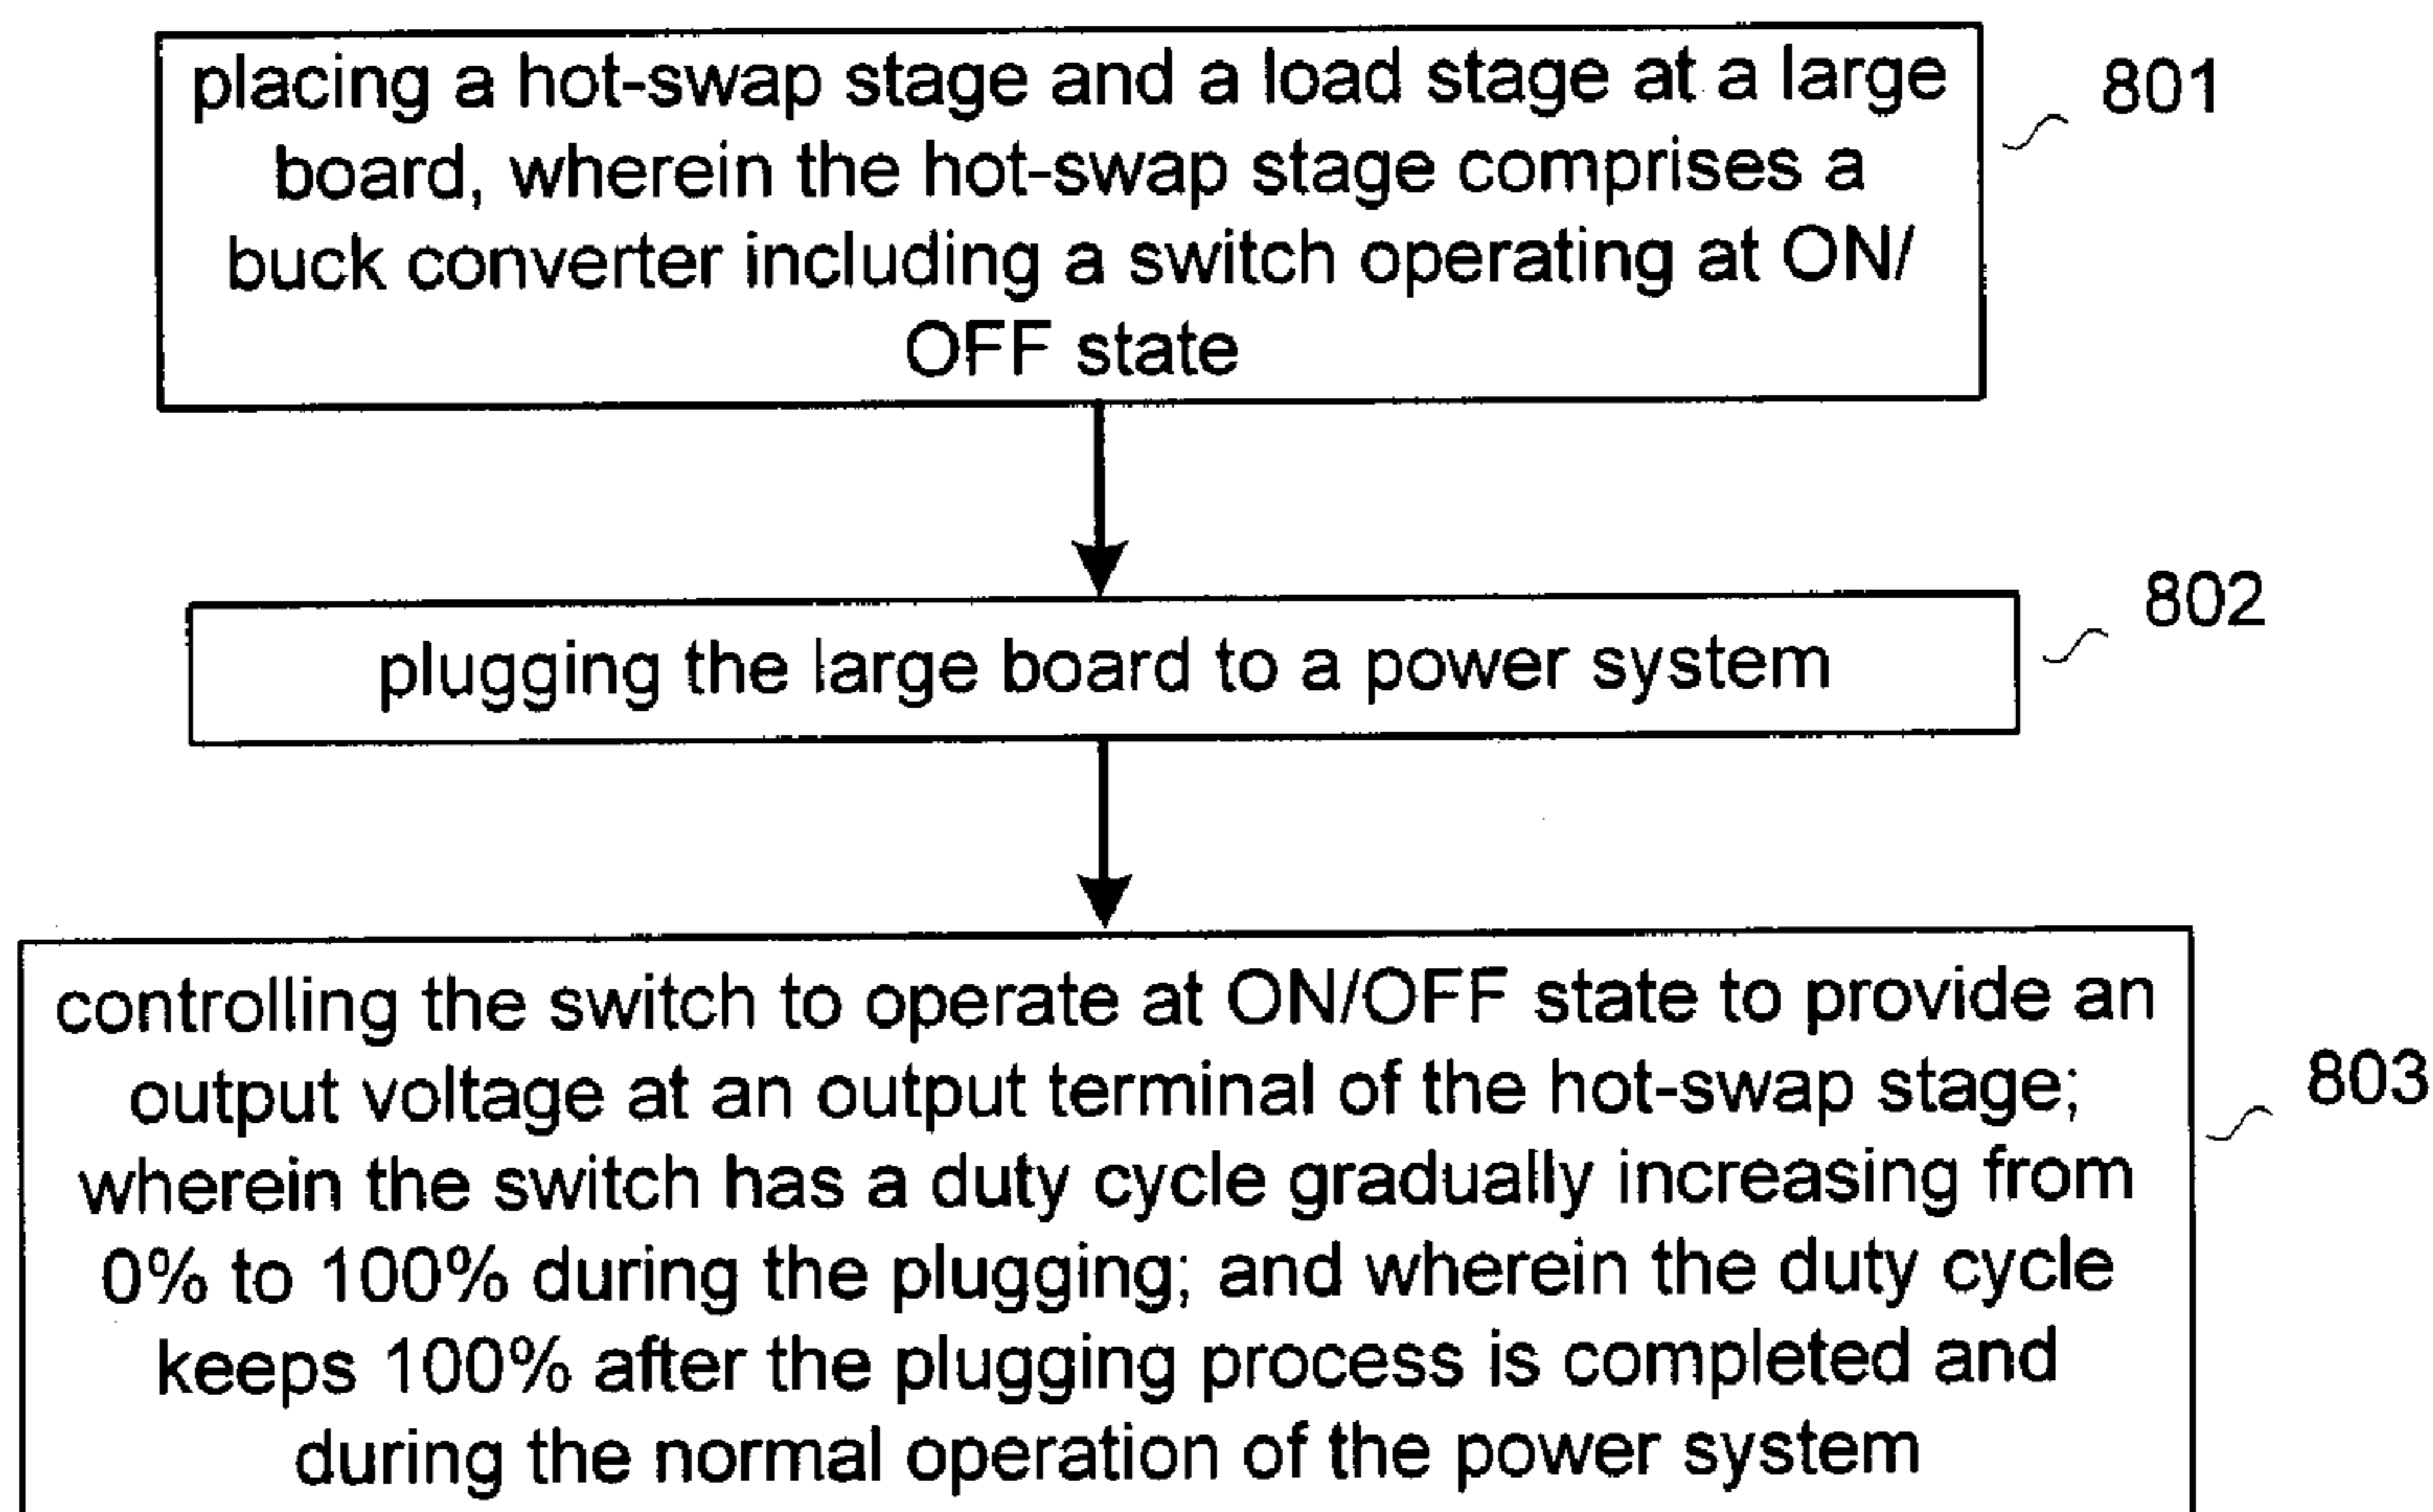 placing a hot-swap stage and a load stage at a large
board, wherein the hot-swap stage comprises a
buck converter including a switch operating at ON/
OFF state
801
plugging the large board to a power system
802
controlling the switch to operate at ON/OFF state to provide an
output voltage at an output terminal of the hot-swap stage;
wherein the switch has a duty cycle gradually increasing from
0% to 100% during the plugging; and wherein the duty cycle
keeps 100% after the plugging process is completed and
during the normal operation of the power system
803